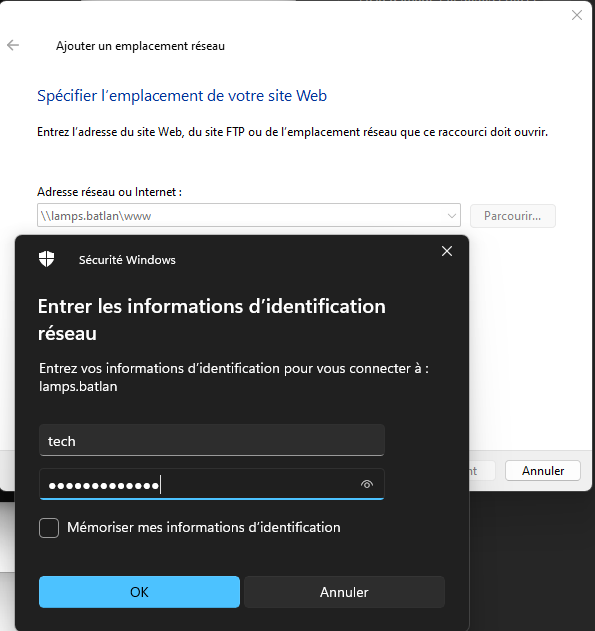 Ajouter un emplacement réseau
Spécifier l'emplacement de votre site Web
Entrez l'adresse du site Web, du site FTP ou de l'emplacement réseau que ce raccourci doit ouvrir.
Adresse réseau ou Internet :
\\lamps.batlan\www
Parcourir...
Sécurité Windows
Entrer les informations d'identification
réseau
Entrez vos informations d'identification pour vous connecter à :
lamps.batlan
tech
●●●●●●●●●●●●●
Mémoriser mes informations d'identification
OK
Annuler
nt
Annuler